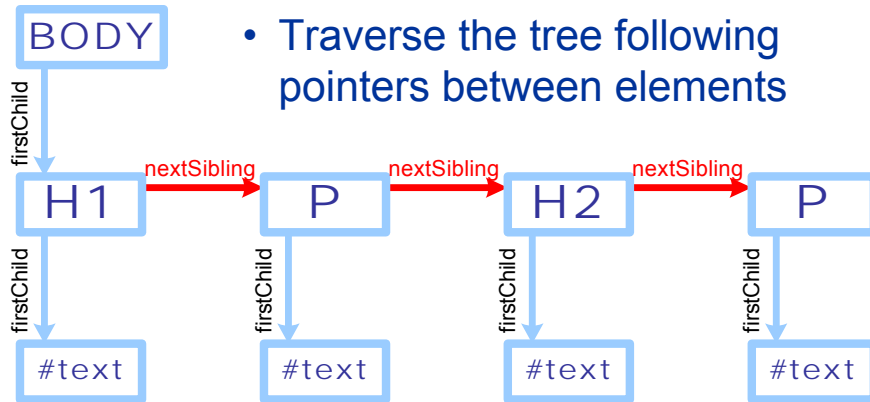 BODY
• Traverse the tree following
pointers between elements
firstChild
nextSibling nextSibling nextSibling
H1 P H2 P
firstChild firstChild firstChild firstChild
#text #text #text #text